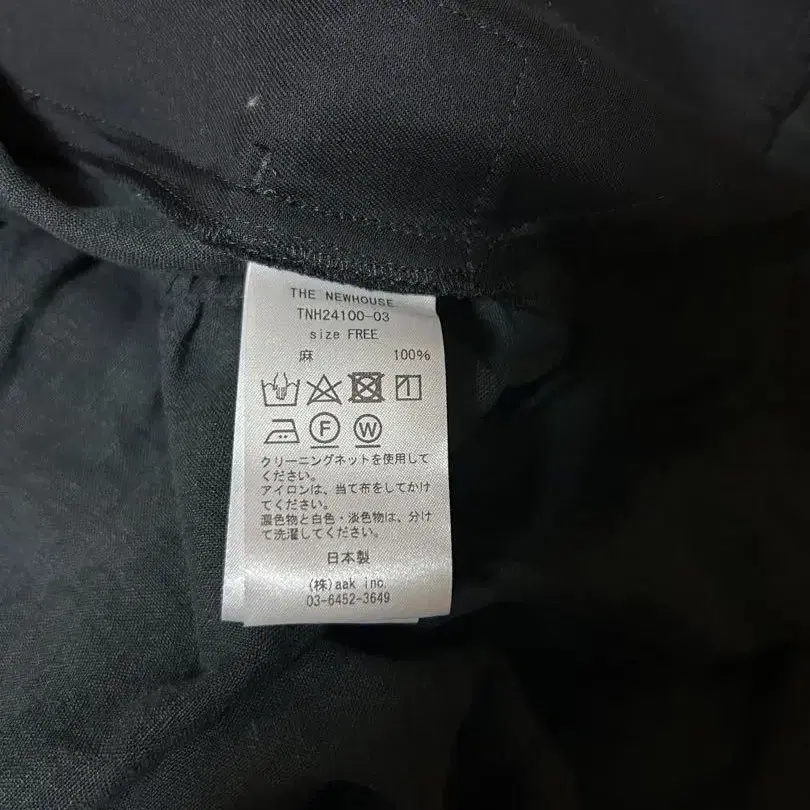 THE NEWHOUSE
TNH24100-03
size FREE
麻 100%
F W
クリーニングネットを使用して
ください。
アイロンは、当て布をしてかけ
てください。
濃色物と白色・淡色物は、分け
て洗濯してください。
日本製
(株)aak inc.
03-6452-3649